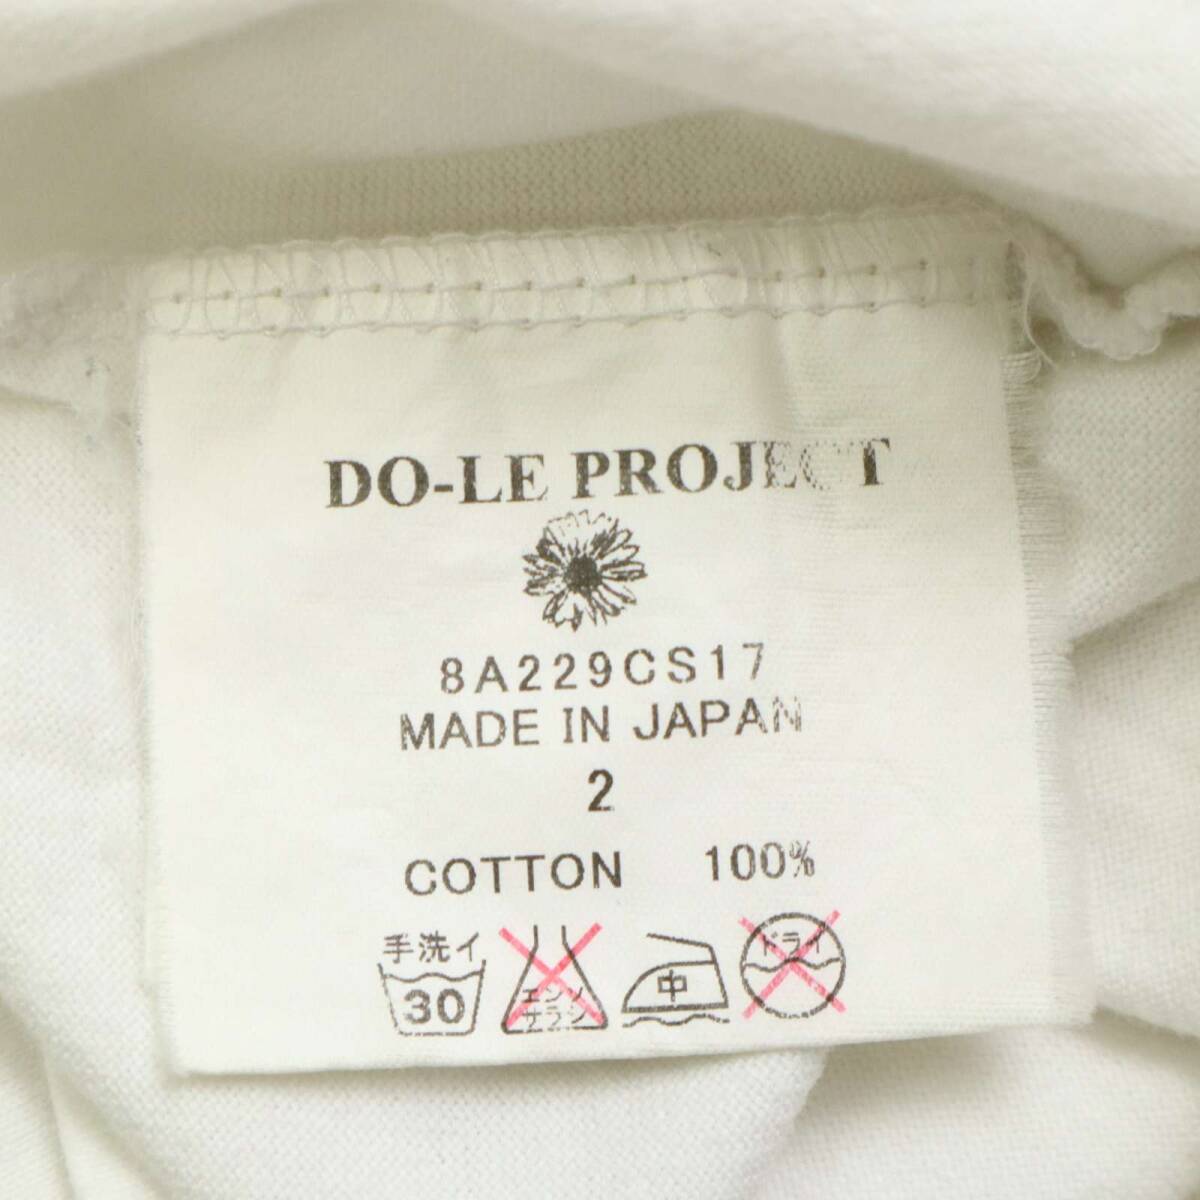 DO-LE PROJECT
8A229CS17
MADE IN JAPAN
2
COTTON 100%
手洗イ
30
エンソ
サラシ
中
ドライ